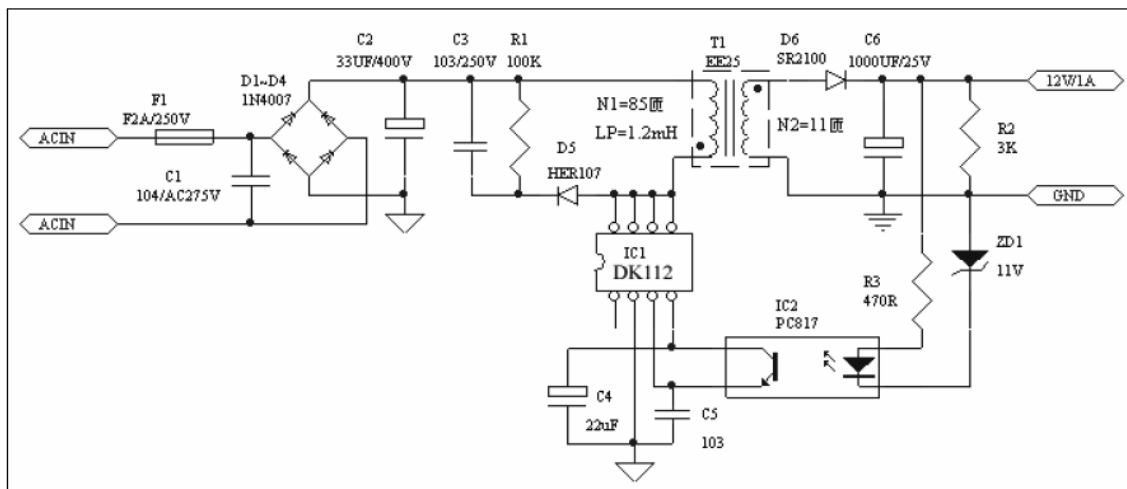 F1
F2A/250V
ACIN
ACIN
C1
104/AC275V
D1~D4
1N4007
C2
33UF/400V
C3
103/250V
R1
100K
D5
HER107
T1
EE25
N1=85匝
LP=1.2mH
N2=11匝
D6
SR2100
C6
1000UF/25V
12V/1A
R2
3K
GND
ZD1
11V
R3
470R
IC1
DK112
IC2
PC817
C4
22uF
C5
103